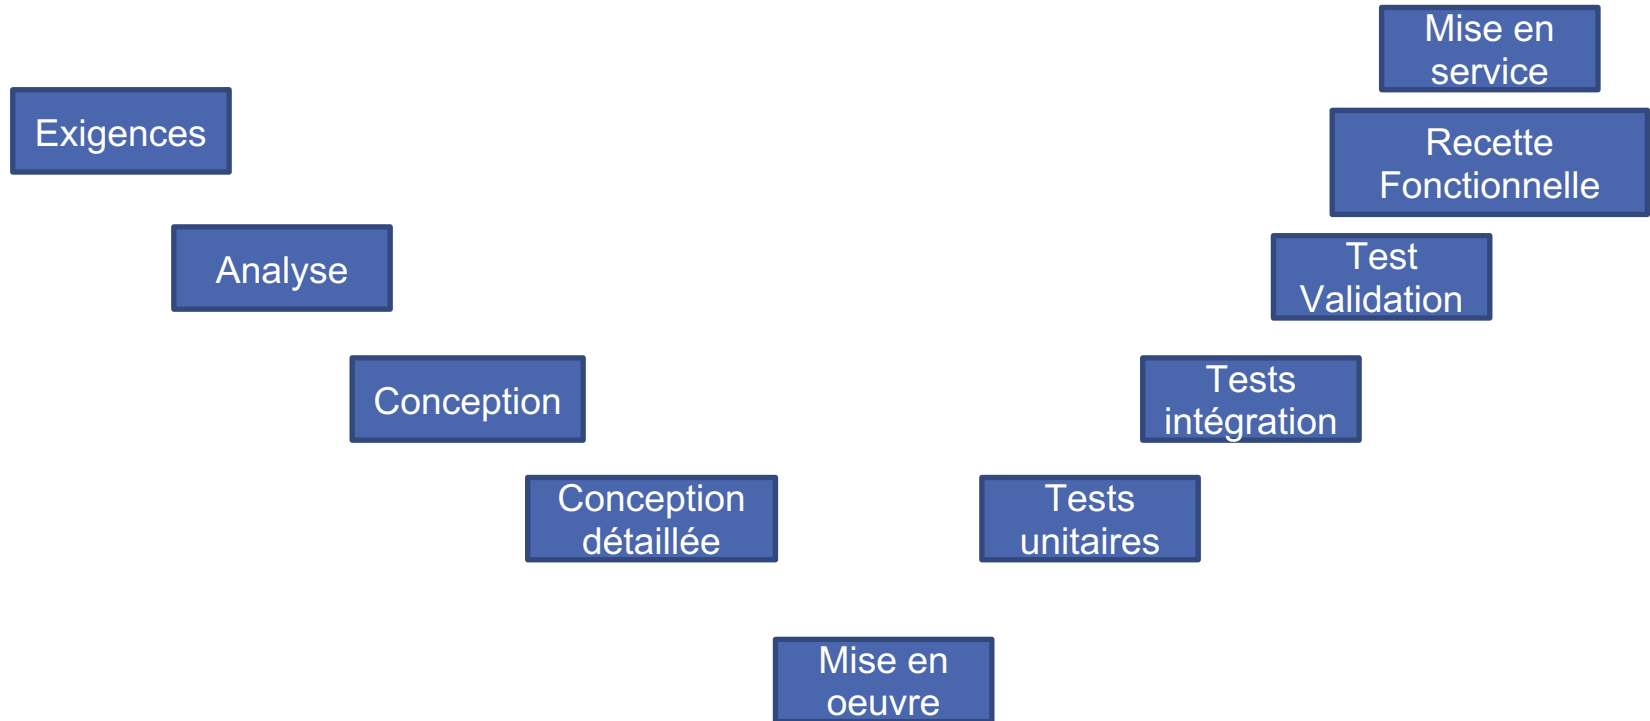 Mise en
service
Exigences
Recette
Fonctionnelle
Analyse
Test
Validation
Conception
Tests
intégration
Conception
détaillée
Tests
unitaires
Mise en
oeuvre